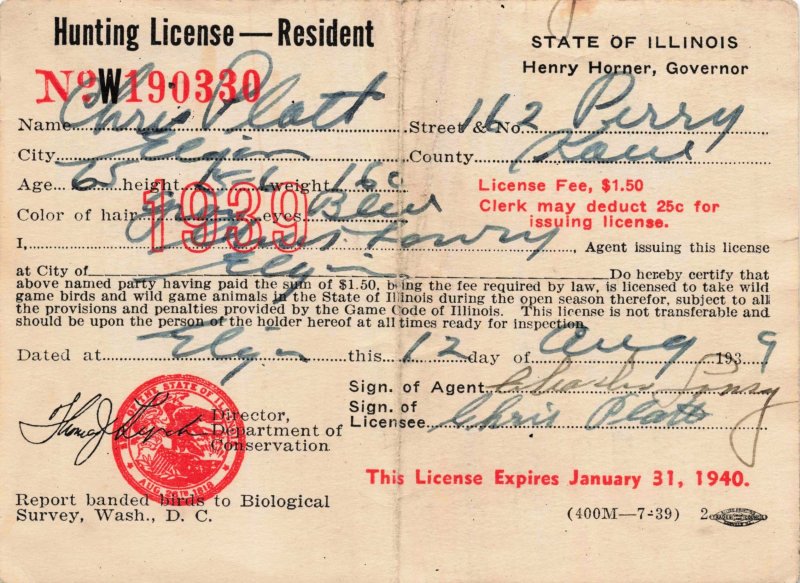 Hunting License — Resident
STATE OF ILLINOIS
Henry Horner, Governor
No W190330
Name Chris Platt Street & No. 162 Perry
City Elgin County Kane
Age 65 height 5-6 weight 160
License Fee, $1.50
Clerk may deduct 25c for
issuing license.
1939
Color of hair eyes Blue
I, , Agent issuing this license
at City of Elgin Do hereby certify that
above named party having paid the sum of $1.50, being the fee required by law, is licensed to take wild
game birds and wild game animals in the State of Illinois during the open season therefor, subject to all
the provisions and penalties provided by the Game Code of Illinois. This license is not transferable and
should be upon the person of the holder hereof at all times ready for inspection.
Dated at Elgin this 12 day of Aug 1939
Sign. of Agent Charles
Sign. of
Licensee Chris Platt
Director,
Department of
Conservation
This License Expires January 31, 1940.
Report banded birds to Biological
Survey, Wash., D. C.
(400M—7-39) 2